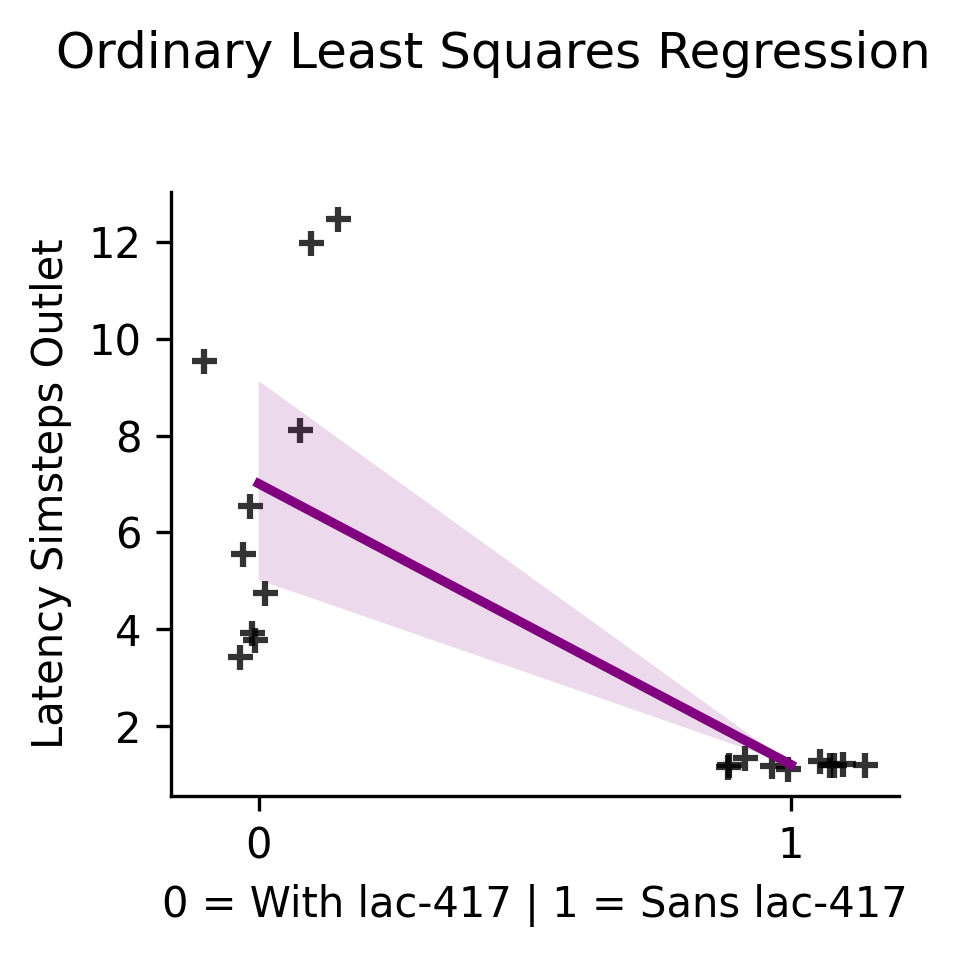 Ordinary Least Squares Regression
Latency Simsteps Outlet
12
10
8
6
4
2
0
1
0 = With lac-417 | 1 = Sans lac-417